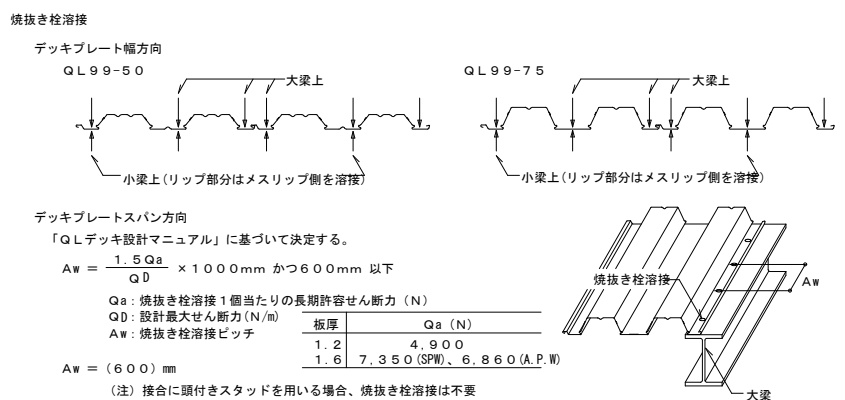 焼抜き栓溶接
デッキプレート幅方向
ＱＬ９９-５０
大梁上
小梁上(リップ部分はメスリップ側を溶接)
ＱＬ９９-７５
大梁上
小梁上(リップ部分はメスリップ側を溶接)
デッキプレートスパン方向
「ＱＬデッキ設計マニュアル」に基づいて決定する。
Ａｗ ＝ １.５Ｑａ / ＱＤ ×１０００mm かつ６００mm 以下
Ｑａ：焼抜き栓溶接１個当たりの長期許容せん断力（Ｎ）
ＱＤ：設計最大せん断力(Ｎ/m)
Ａｗ：焼抜き栓溶接ピッチ
板厚 Ｑａ（Ｎ）
１.２ ４,９００
１.６ ７,３５０(SPW)、６,８６０(A.P.W)
Ａｗ ＝（６００）㎜
（注）接合に頭付きスタッドを用いる場合、焼抜き栓溶接は不要
焼抜き栓溶接
Ａｗ
大梁